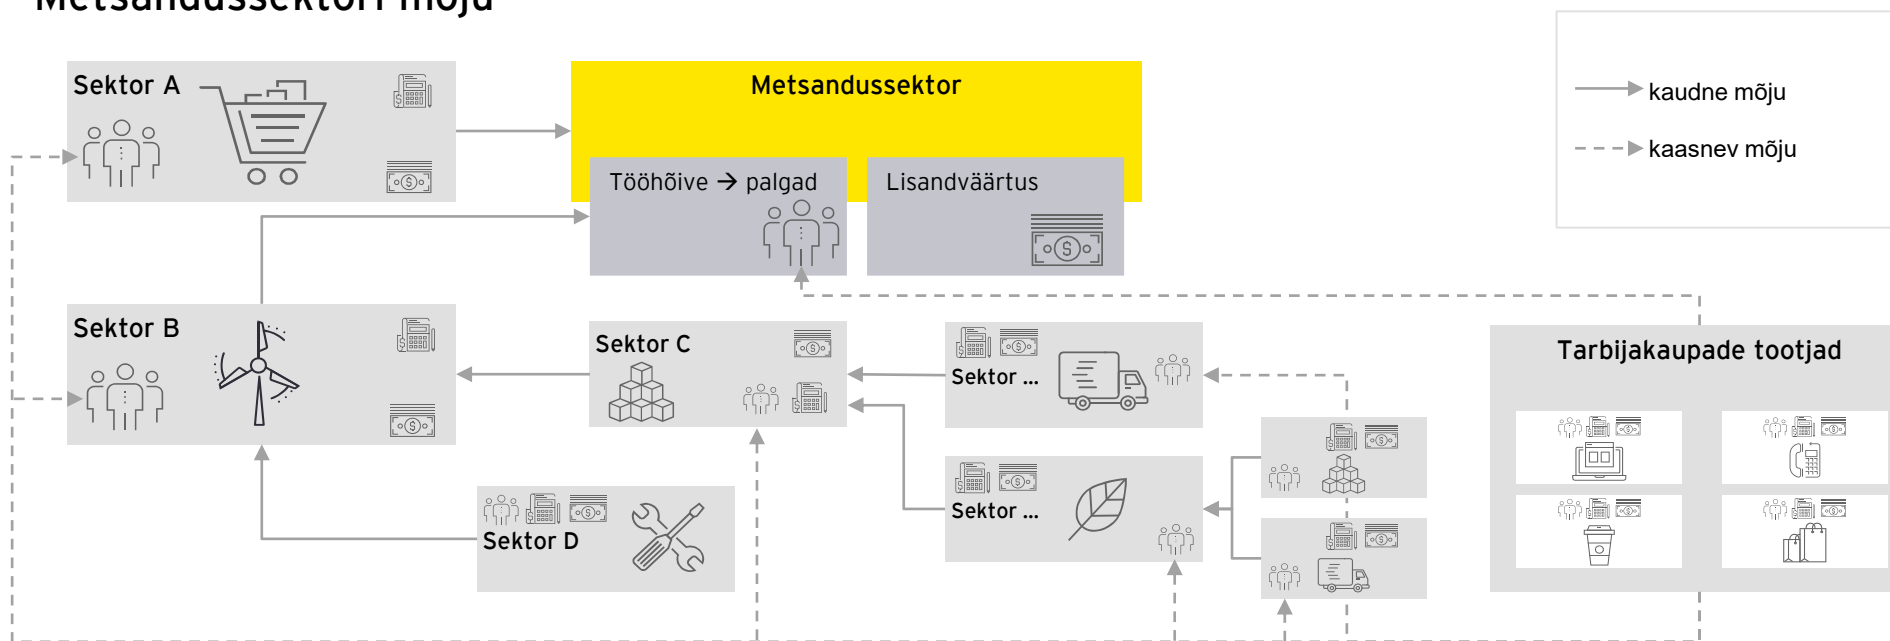 Metsandussektori mõju
Sektor A
Metsandussektor
kaudne mõju
kaasnev mõju
Tööhõive → palgad
Lisandväärtus
Sektor B
Sektor C
Sektor ...
Tarbijakaupade tootjad
Sektor ...
Sektor D